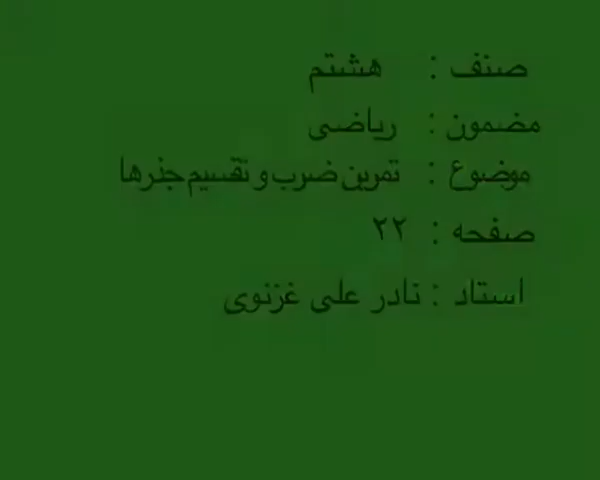 صنف : هشتم
مضمون : ریاضی
موضوع : تمرین ضرب و تقسیم جذرها
صفحه : ۲۲
استاد : نادر علی غزنوی